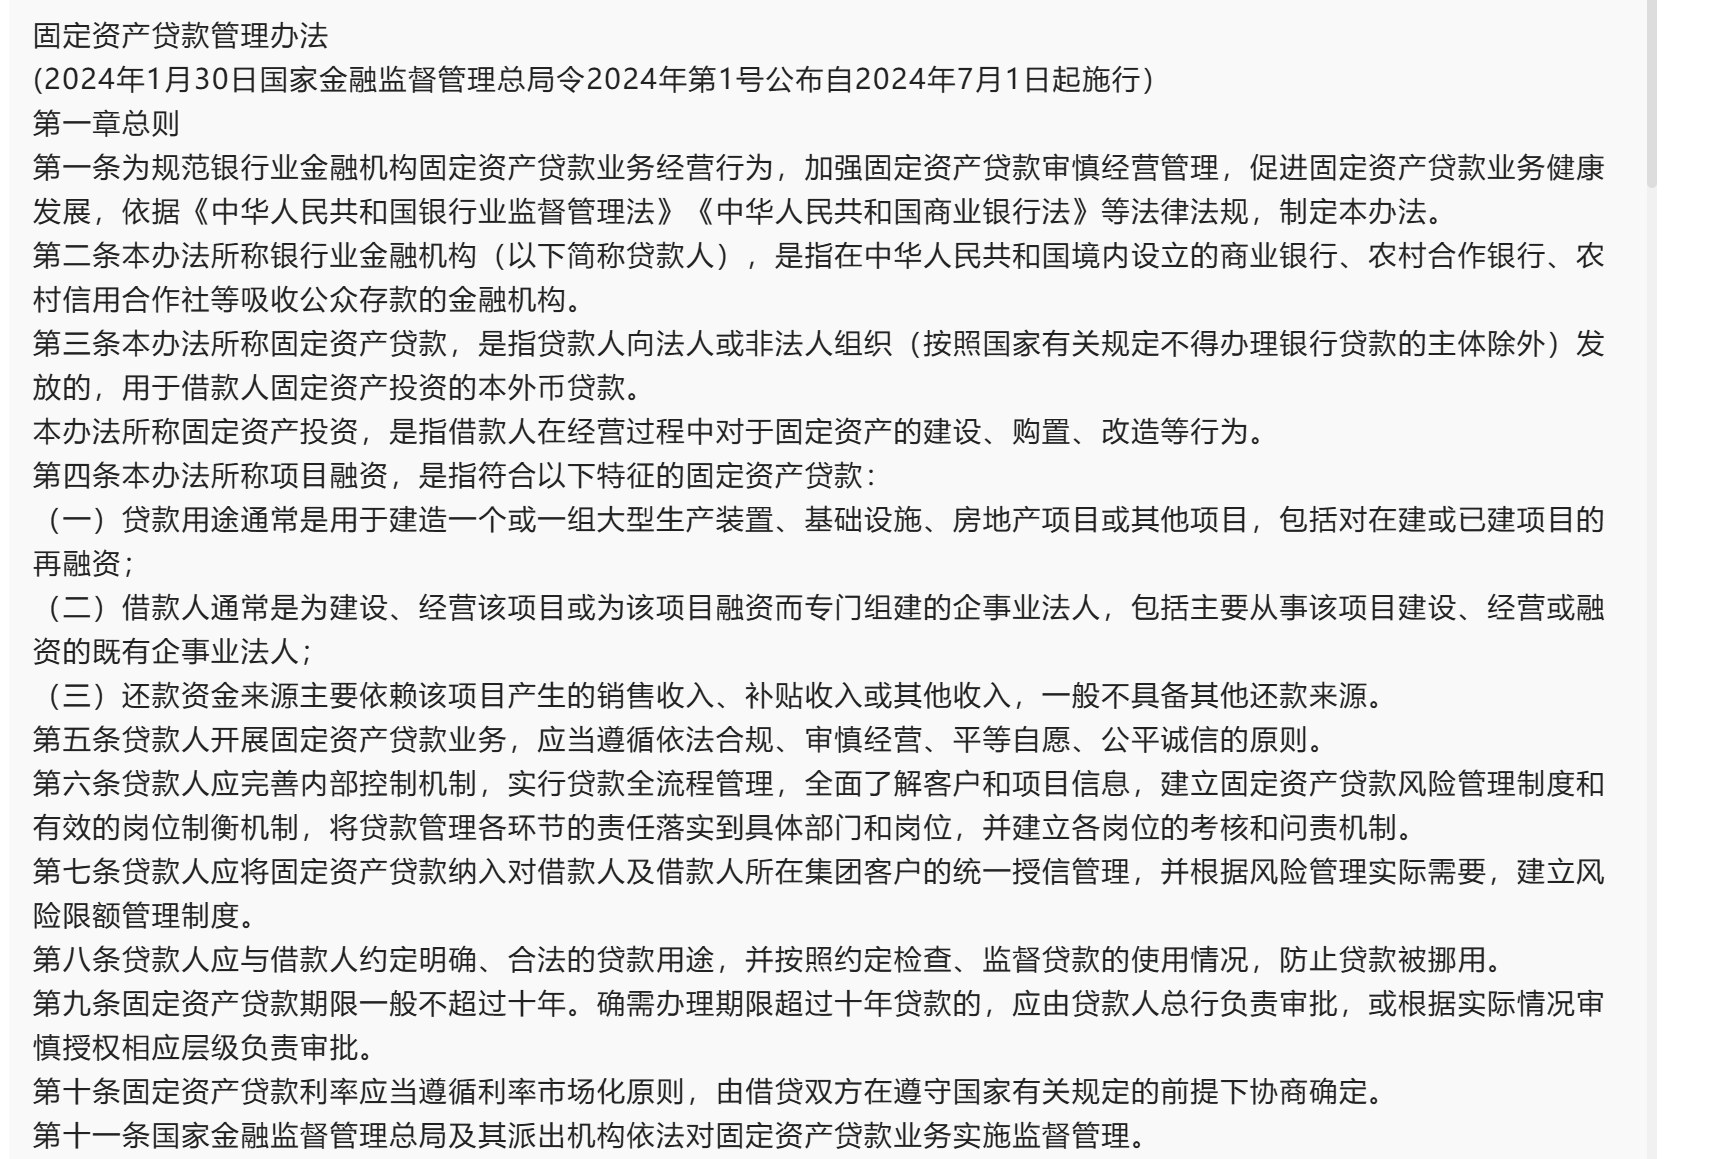 固定资产贷款管理办法
(2024年1月30日国家金融监督管理总局令2024年第1号公布自2024年7月1日起施行)
第一章总则
第一条为规范银行业金融机构固定资产贷款业务经营行为，加强固定资产贷款审慎经营管理，促进固定资产贷款业务健康
发展，依据《中华人民共和国银行业监督管理法》《中华人民共和国商业银行法》等法律法规，制定本办法。
第二条本办法所称银行业金融机构（以下简称贷款人），是指在中华人民共和国境内设立的商业银行、农村合作银行、农
村信用合作社等吸收公众存款的金融机构。
第三条本办法所称固定资产贷款，是指贷款人向法人或非法人组织（按照国家有关规定不得办理银行贷款的主体除外）发
放的，用于借款人固定资产投资的本外币贷款。
本办法所称固定资产投资，是指借款人在经营过程中对于固定资产的建设、购置、改造等行为。
第四条本办法所称项目融资，是指符合以下特征的固定资产贷款：
（一）贷款用途通常是用于建造一个或一组大型生产装置、基础设施、房地产项目或其他项目，包括对在建或已建项目的
再融资；
（二）借款人通常是为建设、经营该项目或为该项目融资而专门组建的企事业法人，包括主要从事该项目建设、经营或融
资的既有企事业法人；
（三）还款资金来源主要依赖该项目产生的销售收入、补贴收入或其他收入，一般不具备其他还款来源。
第五条贷款人开展固定资产贷款业务，应当遵循依法合规、审慎经营、平等自愿、公平诚信的原则。
第六条贷款人应完善内部控制机制，实行贷款全流程管理，全面了解客户和项目信息，建立固定资产贷款风险管理制度和
有效的岗位制衡机制，将贷款管理各环节的责任落实到具体部门和岗位，并建立各岗位的考核和问责机制。
第七条贷款人应将固定资产贷款纳入对借款人及借款人所在集团客户的统一授信管理，并根据风险管理实际需要，建立风
险限额管理制度。
第八条贷款人应与借款人约定明确、合法的贷款用途，并按照约定检查、监督贷款的使用情况，防止贷款被挪用。
第九条固定资产贷款期限一般不超过十年。确需办理期限超过十年贷款的，应由贷款人总行负责审批，或根据实际情况审
慎授权相应层级负责审批。
第十条固定资产贷款利率应当遵循利率市场化原则，由借贷双方在遵守国家有关规定的前提下协商确定。
第十一条国家金融监督管理总局及其派出机构依法对固定资产贷款业务实施监督管理。